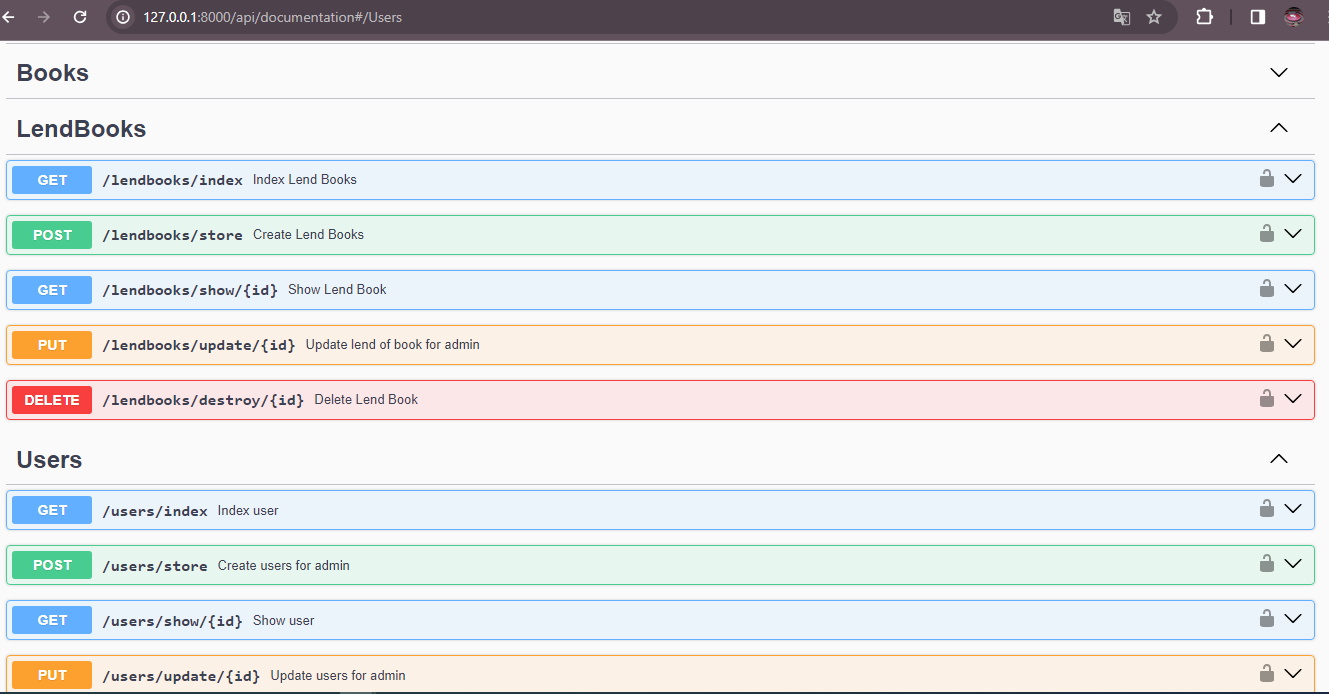 127.0.0.1:8000/api/documentation#/Users
Books
LendBooks
GET /lendbooks/index Index Lend Books
POST /lendbooks/store Create Lend Books
GET /lendbooks/show/{id} Show Lend Book
PUT /lendbooks/update/{id} Update lend of book for admin
DELETE /lendbooks/destroy/{id} Delete Lend Book
Users
GET /users/index Index user
POST /users/store Create users for admin
GET /users/show/{id} Show user
PUT /users/update/{id} Update users for admin